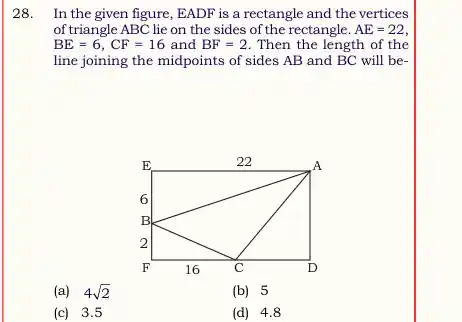 28. In the given figure, EADF is a rectangle and the vertices
of triangle ABC lie on the sides of the rectangle. AE = 22,
BE = 6, CF = 16 and BF = 2. Then the length of the
line joining the midpoints of sides AB and BC will be-
E 22 A
6
B
2
F 16 C D
(a) 4√2 (b) 5
(c) 3.5 (d) 4.8